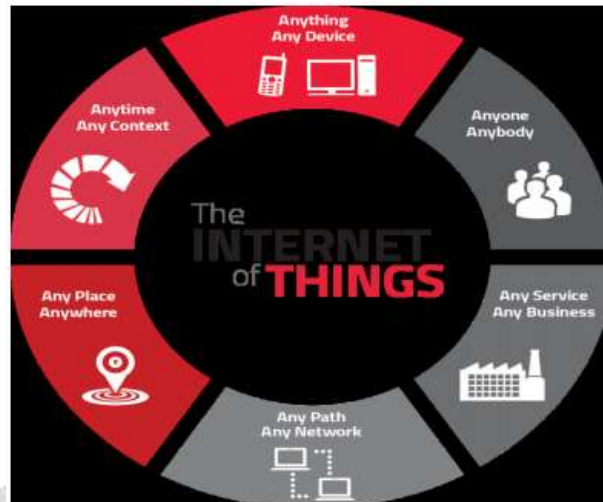 Anything
Any Device
Anyone
Anybody
Any Service
Any Business
Any Path
Any Network
Any Place
Anywhere
Anytime
Any Context
The
INTERNET
of THINGS